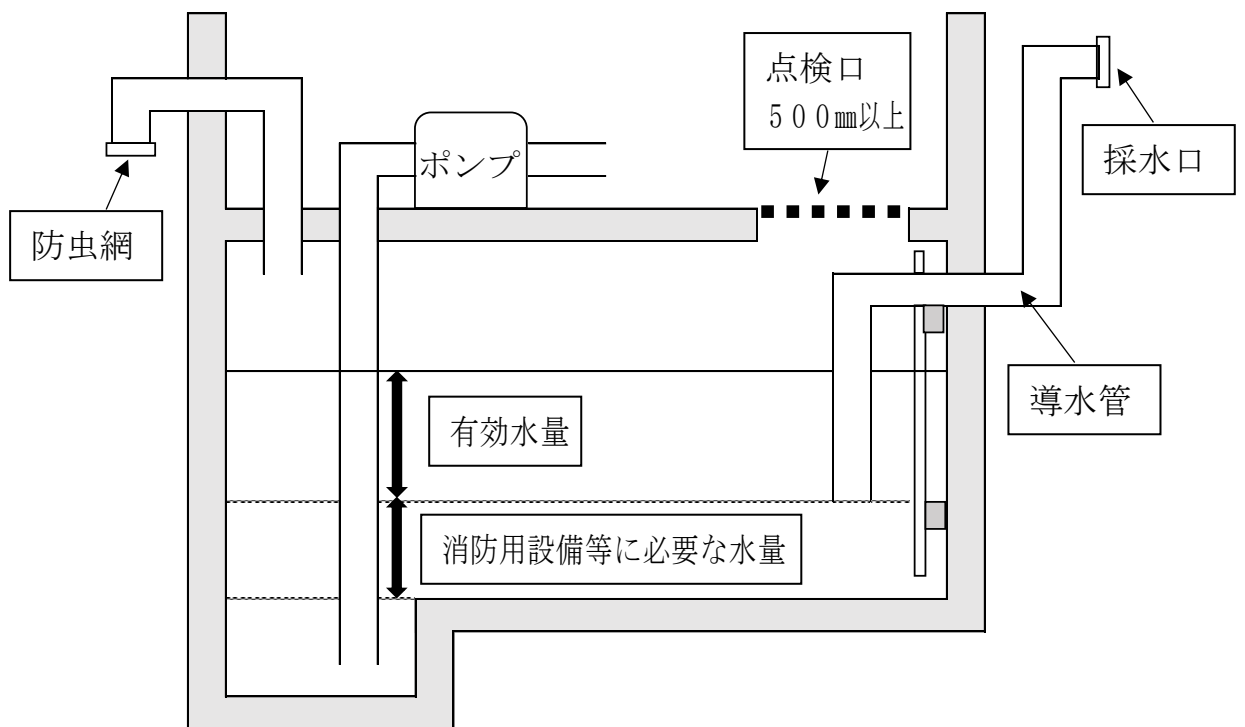 点検口
５００㎜以上
採水口
ポンプ
防虫網
導水管
有効水量
消防用設備等に必要な水量